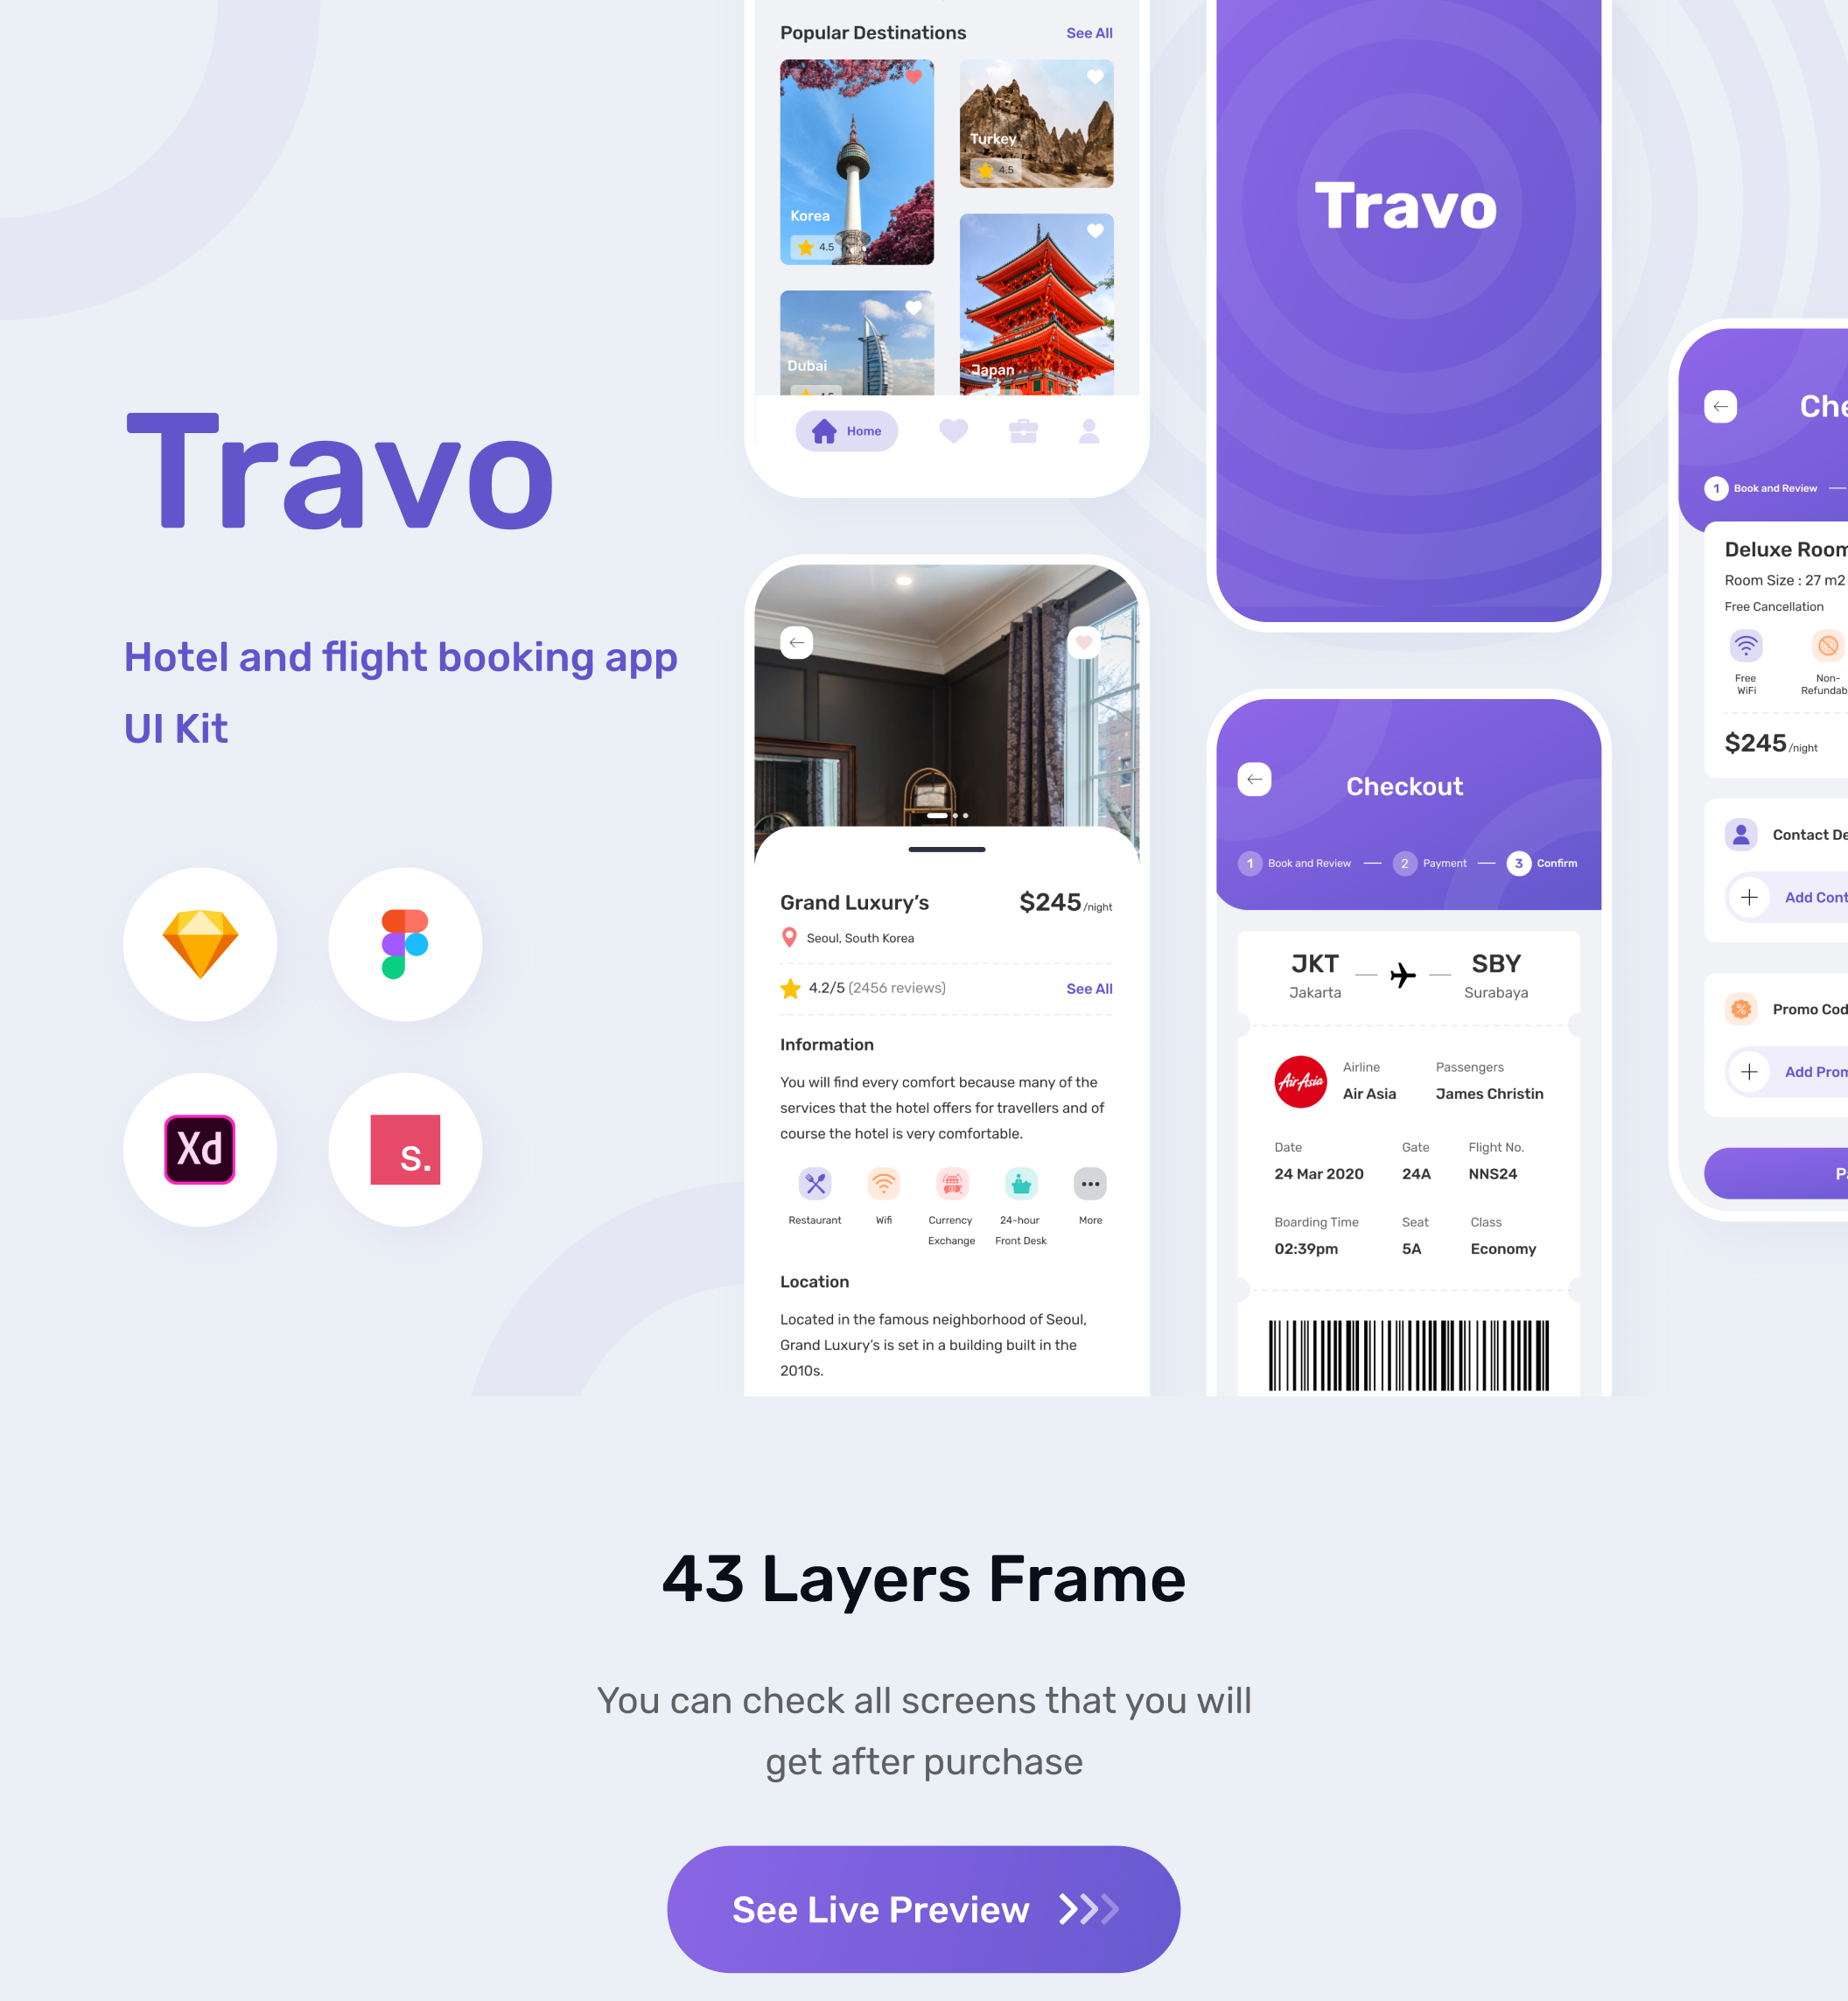 Travo
Hotel and flight booking app
UI Kit
Xd
s.
Popular Destinations
See All
Korea
4.5
Turkey
4.5
Dubai
4.5
Japan
Home
Grand Luxury's
$245/night
Seoul, South Korea
4.2/5 (2456 reviews)
See All
Information
You will find every comfort because many of the
services that the hotel offers for travellers and of
course the hotel is very comfortable.
Restaurant
Wifi
Currency
Exchange
24-hour
Front Desk
More
Location
Located in the famous neighborhood of Seoul,
Grand Luxury's is set in a building built in the
2010s.
Travo
Checkout
1 Book and Review
2 Payment
3 Confirm
JKT
Jakarta
SBY
Surabaya
AirAsia
Airline
Air Asia
Passengers
James Christin
Date
24 Mar 2020
Gate
24A
Flight No.
NNS24
Boarding Time
02:39pm
Seat
5A
Class
Economy
Che
1 Book and Review
Deluxe Room
Room Size : 27 m2
Free Cancellation
Free
WiFi
Non-
Refundab
$245/night
Contact De
Add Cont
Promo Cod
Add Prom
P
43 Layers Frame
You can check all screens that you will
get after purchase
See Live Preview